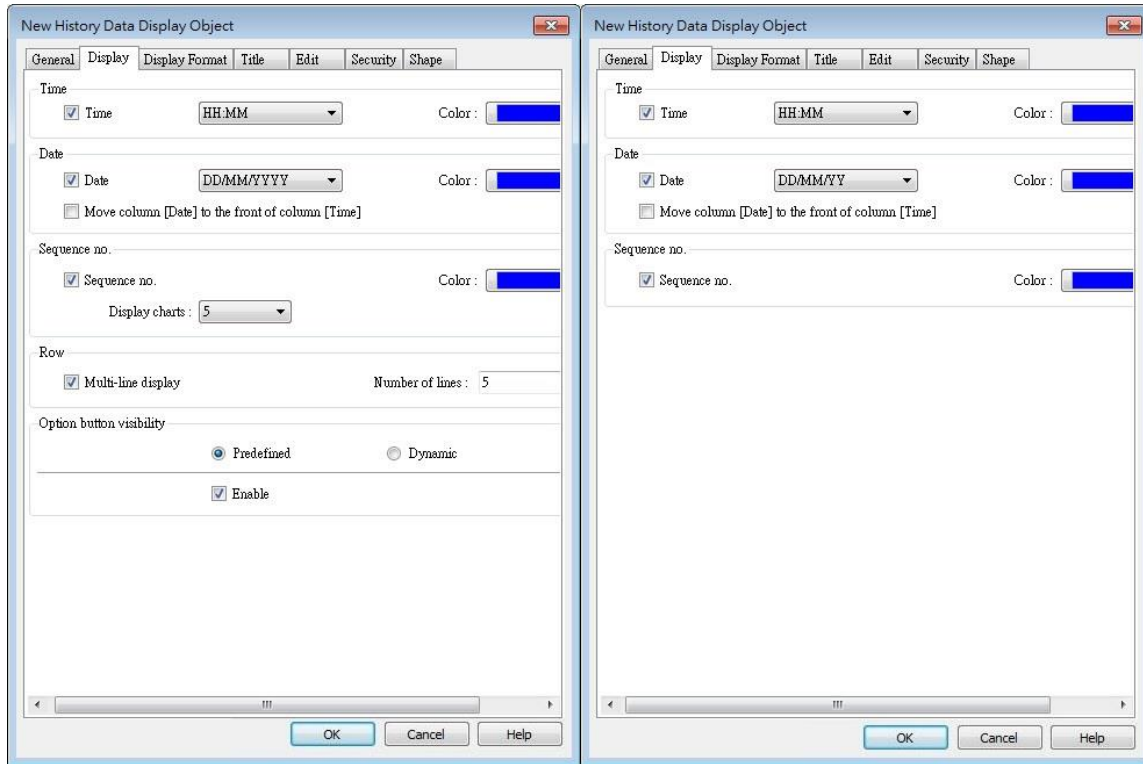 New History Data Display Object
General Display Display Format Title Edit Security Shape
Time
Time HH:MM Color :
Date
Date DD/MM/YYYY Color :
Move column [Date] to the front of column [Time]
Sequence no.
Sequence no. Color :
Display charts : 5
Row
Multi-line display Number of lines : 5
Option button visibility
Predefined Dynamic
Enable
OK Cancel Help
New History Data Display Object
General Display Display Format Title Edit Security Shape
Time
Time HH:MM Color :
Date
Date DD/MM/YY Color :
Move column [Date] to the front of column [Time]
Sequence no.
Sequence no. Color :
OK Cancel Help